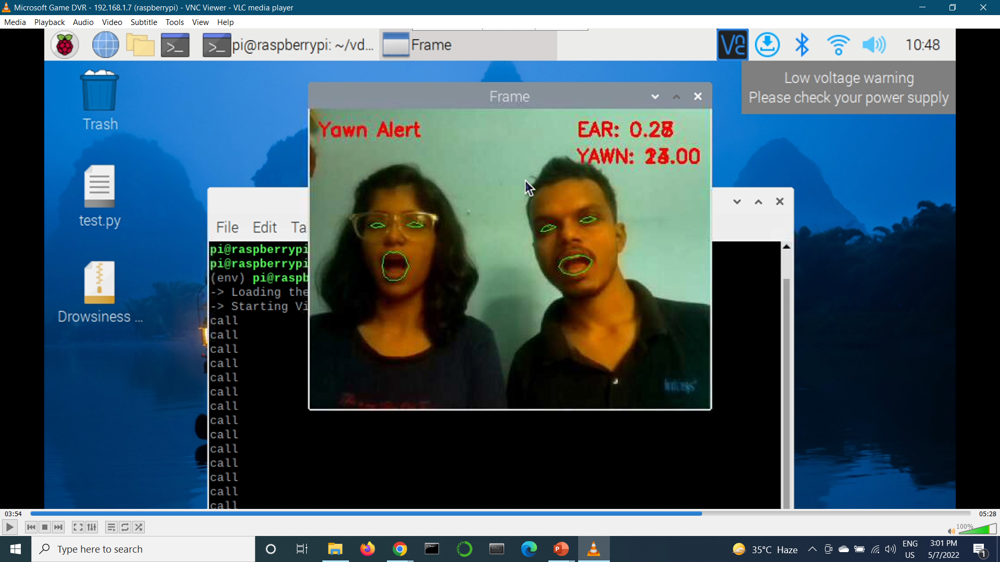 Microsoft Game DVR - 192.168.1.7 (raspberrypi) - VNC Viewer - VLC media player
Media Playback Audio Video Subtitle Tools View Help
pi@raspberrypi: ~/vd...
Frame
10:48
Low voltage warning
Please check your power supply
Trash
test.py
Drowsiness ...
Frame
Yawn Alert
EAR:
YAWN:
File Edit Ta
pi@raspberrypi
pi@raspberrypi
(env) pi@raspb
-> Loading the
-> Starting Vi
call
call
call
call
call
call
call
call
call
call
call
call
call
call
03:54
05:28
100%
Type here to search
35°C Haze
ENG
US
3:01 PM
5/7/2022
1